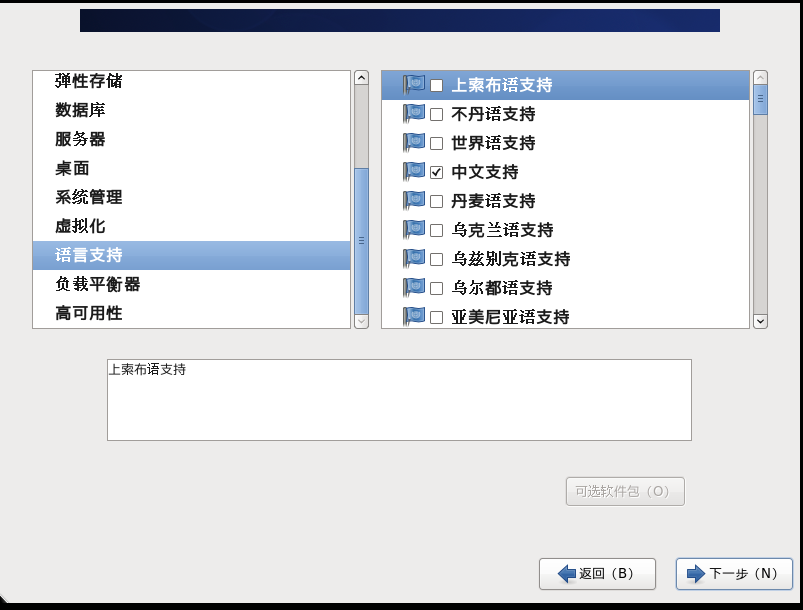 弹性存储
数据库
服务器
桌面
系统管理
虚拟化
语言支持
负载平衡器
高可用性
上索布语支持
不丹语支持
世界语支持
中文支持
丹麦语支持
乌克兰语支持
乌兹别克语支持
乌尔都语支持
亚美尼亚语支持
上索布语支持
可选软件包（O）
返回（B）
下一步（N）